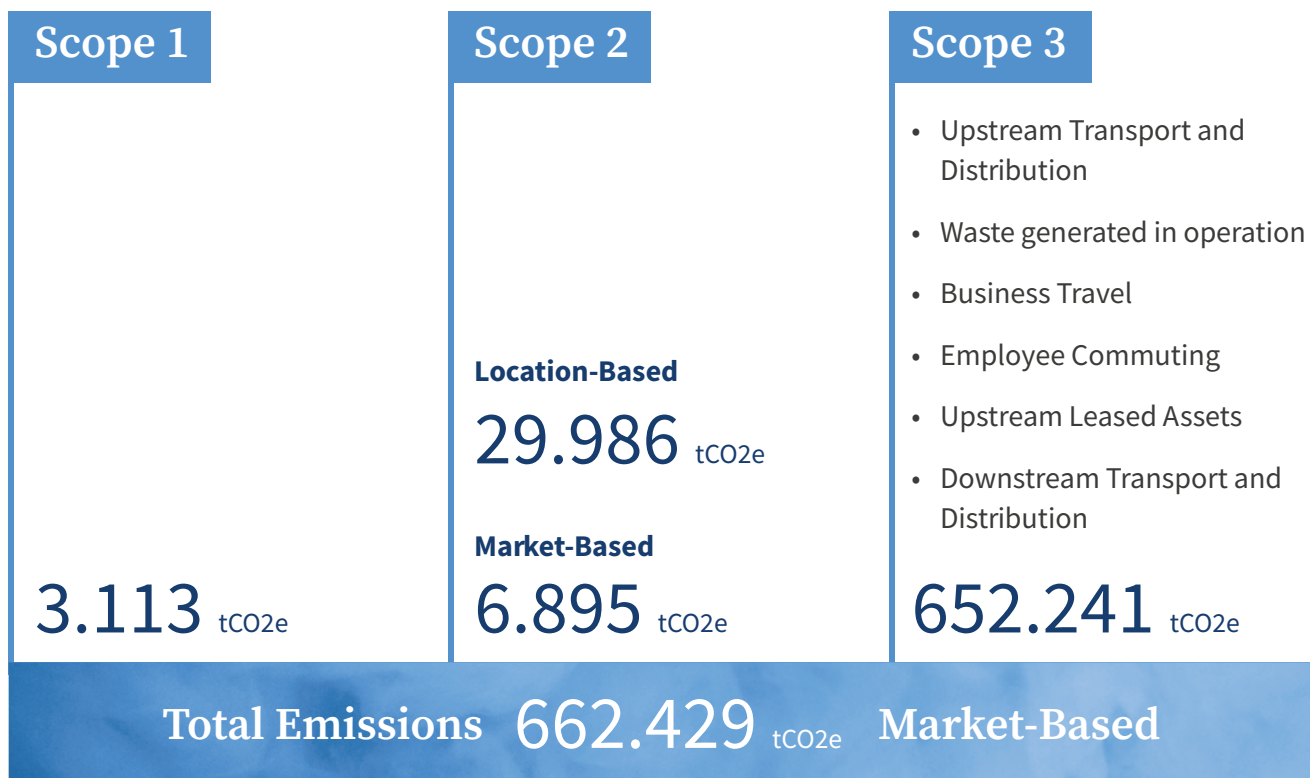 Scope 1
3.113 tCO2e
Scope 2
Location-Based
29.986 tCO2e
Market-Based
6.895 tCO2e
Scope 3
• Upstream Transport and
Distribution
• Waste generated in operation
• Business Travel
• Employee Commuting
• Upstream Leased Assets
• Downstream Transport and
Distribution
652.241 tCO2e
Total Emissions 662.429 tCO2e Market-Based